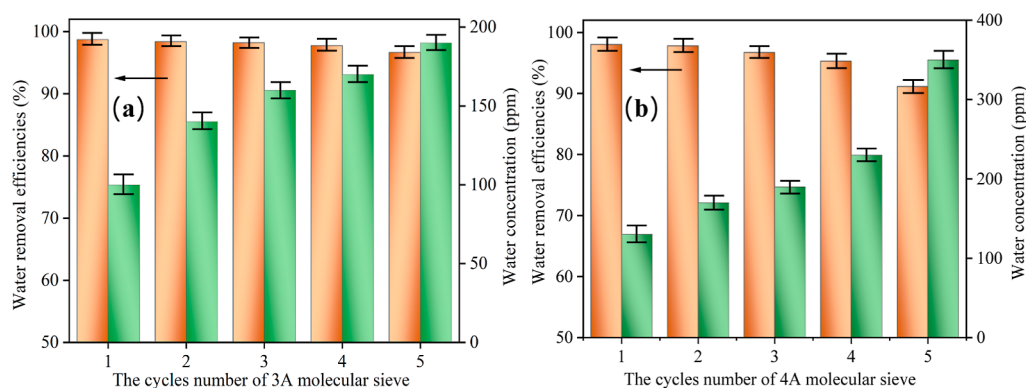 Water removal efficiencies (%)
100
90
80
70
60
50
(a)
200
150
100
50
0
Water concentration (ppm)
1 2 3 4 5
The cycles number of 3A molecular sieve
Water removal efficiencies (%)
100
90
80
70
60
50
(b)
400
300
200
100
0
Water concentration (ppm)
1 2 3 4 5
The cycles number of 4A molecular sieve